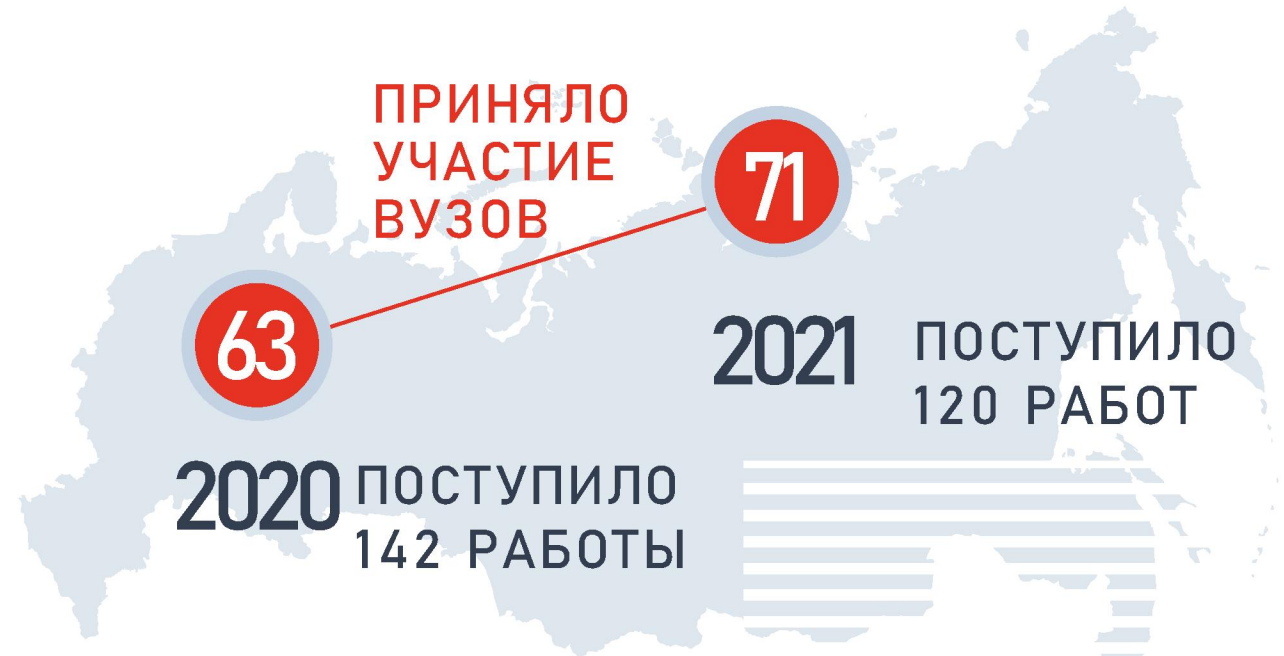 ПРИНЯЛО
УЧАСТИЕ
ВУЗОВ
71
63
2021
ПОСТУПИЛО
120 РАБОТ
2020
ПОСТУПИЛО
142 РАБОТЫ